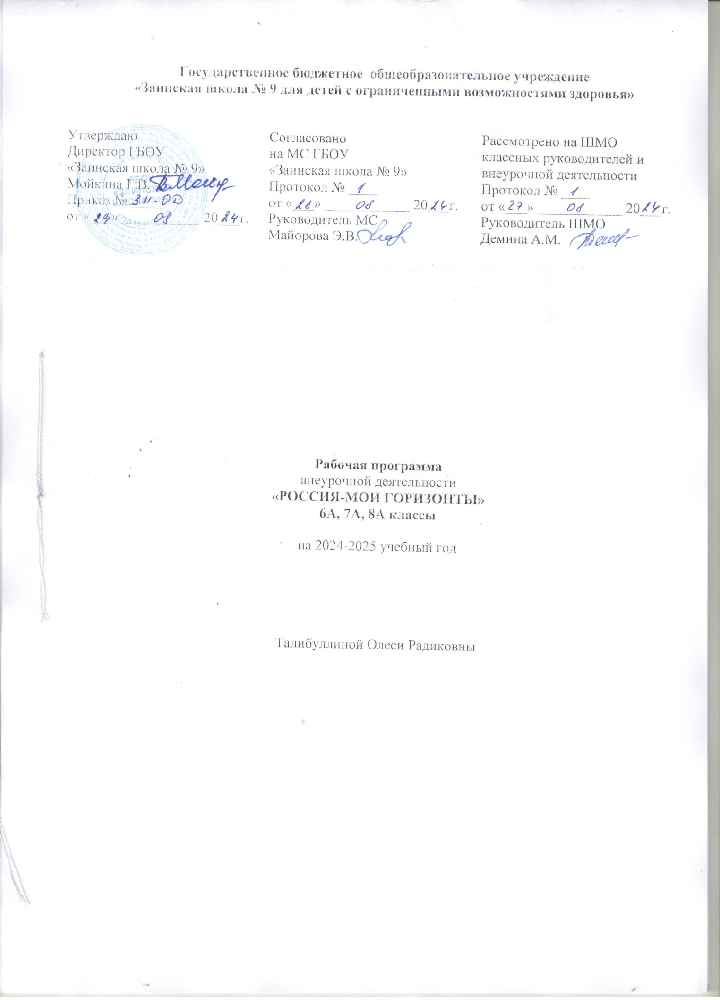 Государственное бюджетное общеобразовательное учреждение
«Заинская школа № 9 для детей с ограниченными возможностями здоровья»
Утверждаю
Директор ГБОУ
«Заинская школа № 9»
Мойкина Г.В.
Приказ № 311-ОД
от «29» 08 2024г.
Согласовано
на МС ГБОУ
«Заинская школа № 9»
Протокол № 1
от «28» 08 2024г.
Руководитель МС
Майорова Э.В.
Рассмотрено на ШМО
классных руководителей и
внеурочной деятельности
Протокол № 1
от «27» 08 2024г.
Руководитель ШМО
Демина А.М.
Рабочая программа
внеурочной деятельности
«РОССИЯ-МОИ ГОРИЗОНТЫ»
6А, 7А, 8А классы
на 2024-2025 учебный год
Талибуллиной Олеси Радиковны